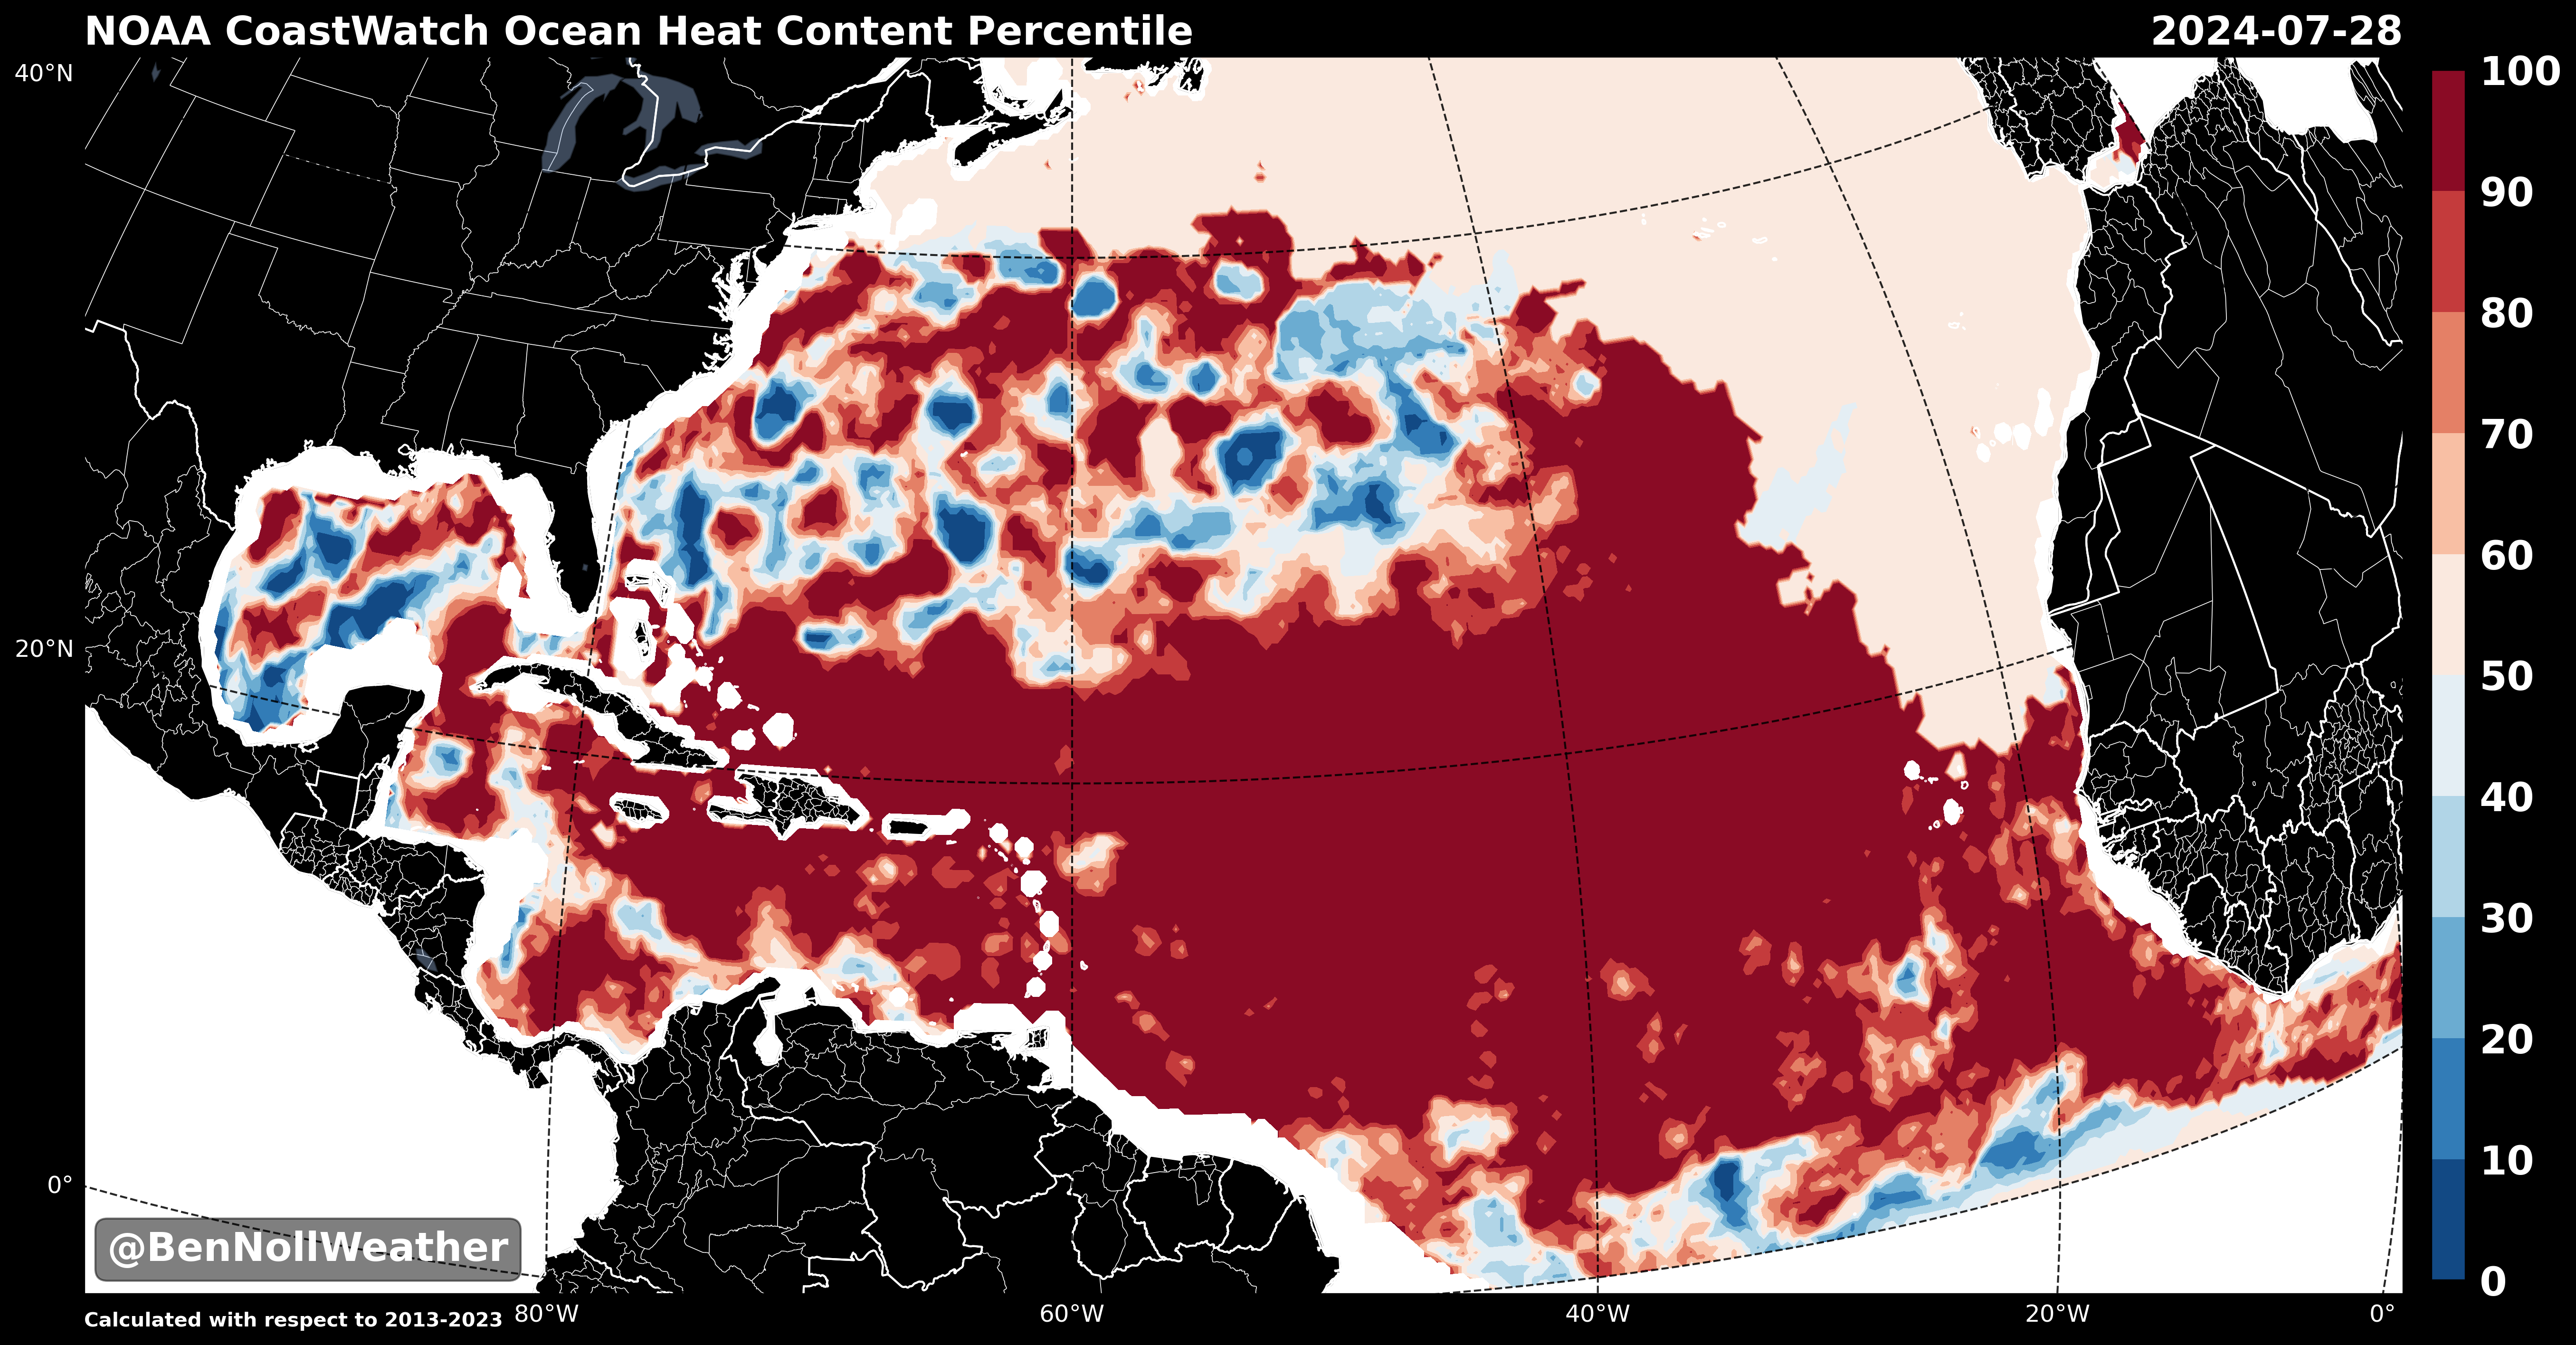 NOAA CoastWatch Ocean Heat Content Percentile
2024-07-28
40°N
20°N
0°
100
90
80
70
60
50
40
30
20
10
0
@BenNollWeather
Calculated with respect to 2013-2023
80°W
60°W
40°W
20°W
0°